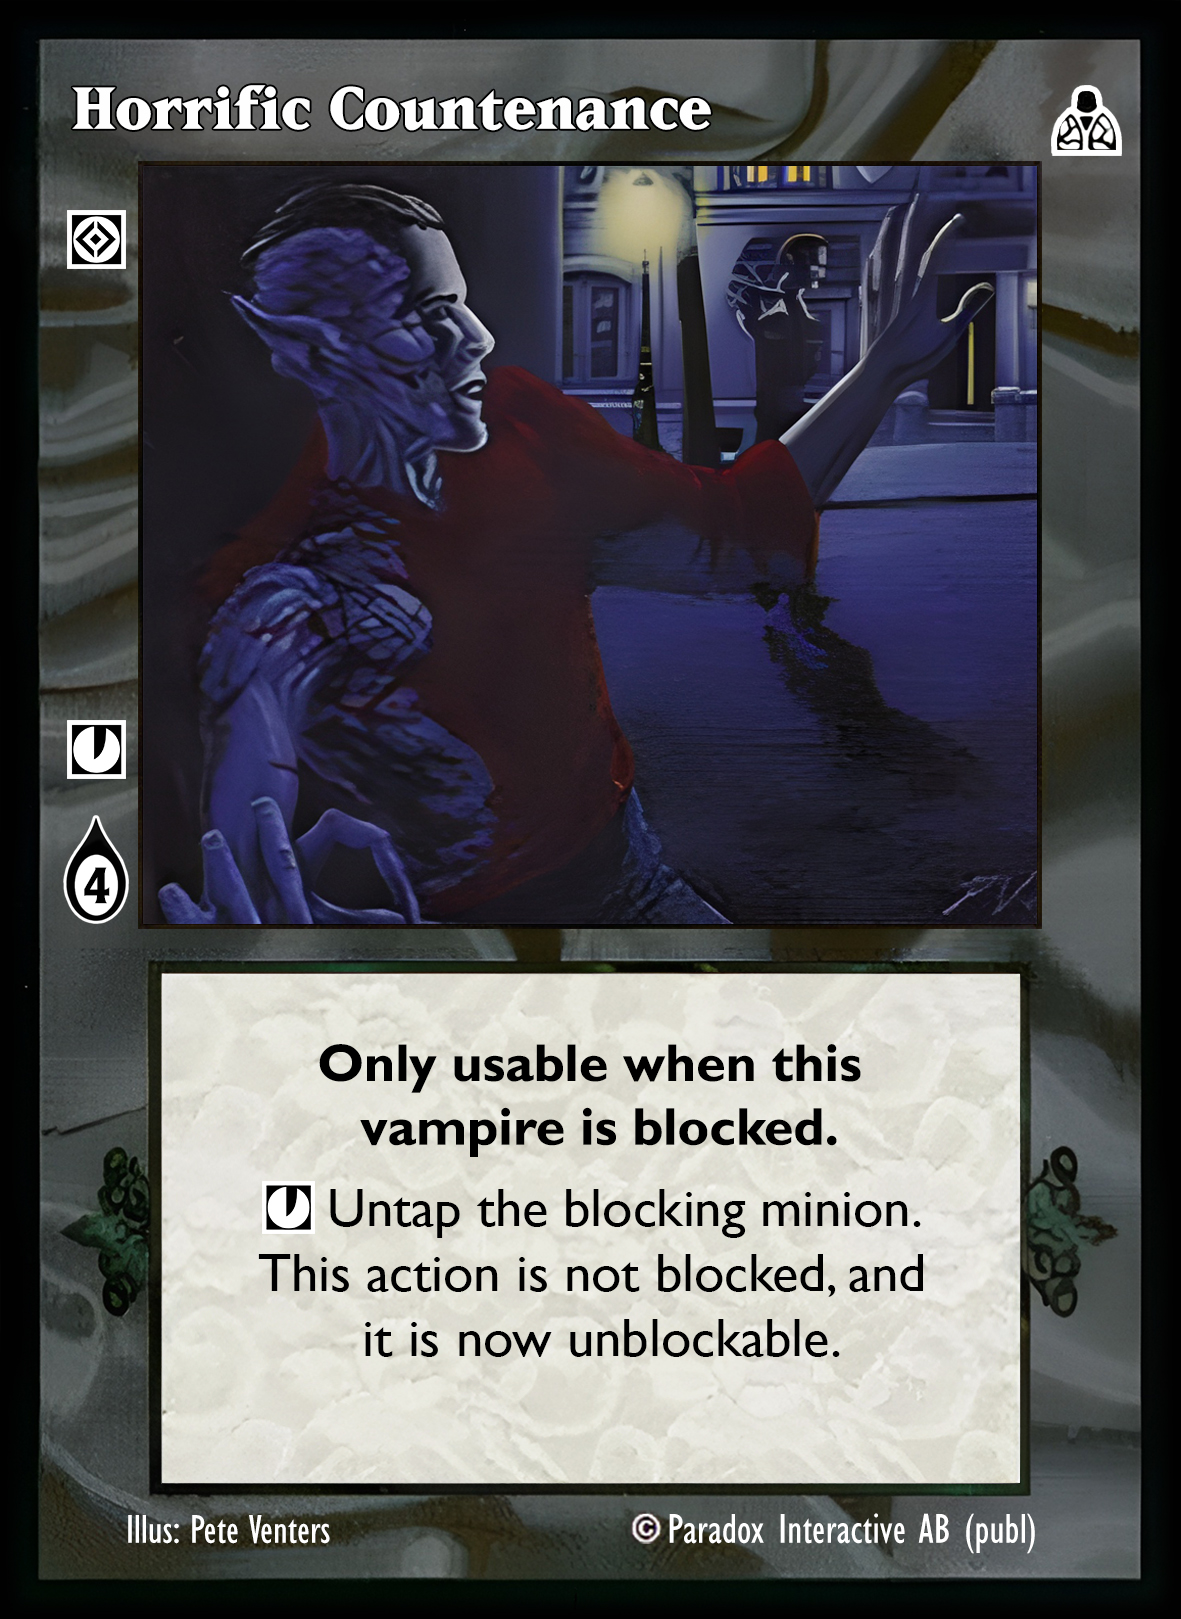 Horrific Countenance
4
Only usable when this
vampire is blocked.
Untap the blocking minion.
This action is not blocked, and
it is now unblockable.
Illus: Pete Venters
© Paradox Interactive AB (publ)